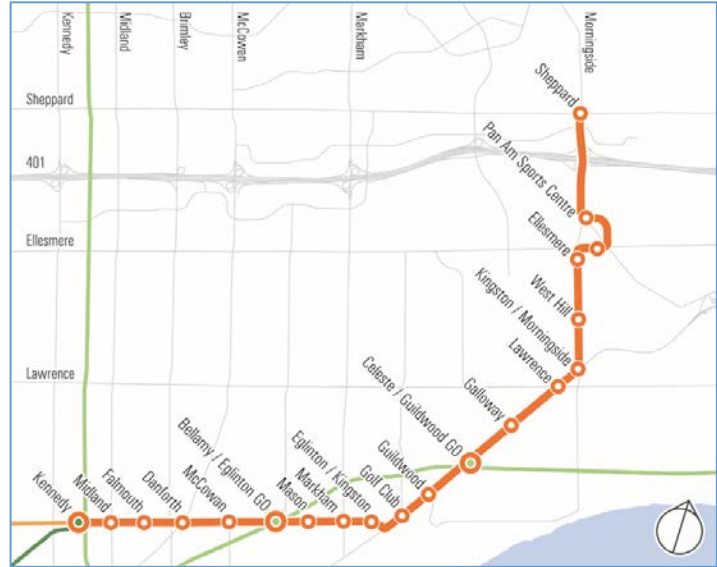 Kennedy
Midland
Brimley
McCowan
Markham
Morningside
Sheppard
401
Ellesmere
Lawrence
Sheppard
Pan Am Sports Centre
Ellesmere
West Hill
Kingston / Morningside
Lawrence
Galloway
Celeste / Guildwood GO
Guildwood
Golf Club
Eglinton / Kingston
Markham
Mason
Bellamy / Eglinton GO
McCowan
Danforth
Falmouth
Midland
Kennedy